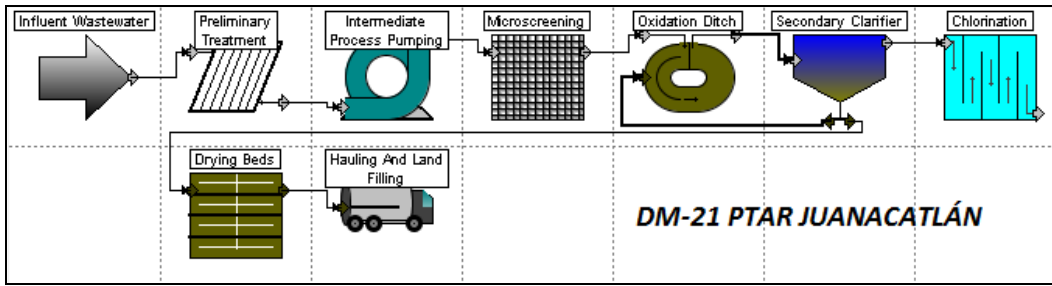 Influent Wastewater
Preliminary
Treatment
Intermediate
Process Pumping
Microscreening
Oxidation Ditch
Secondary Clarifier
Chlorination
Drying Beds
Hauling And Land
Filling
DM-21 PTAR JUANACATLÁN